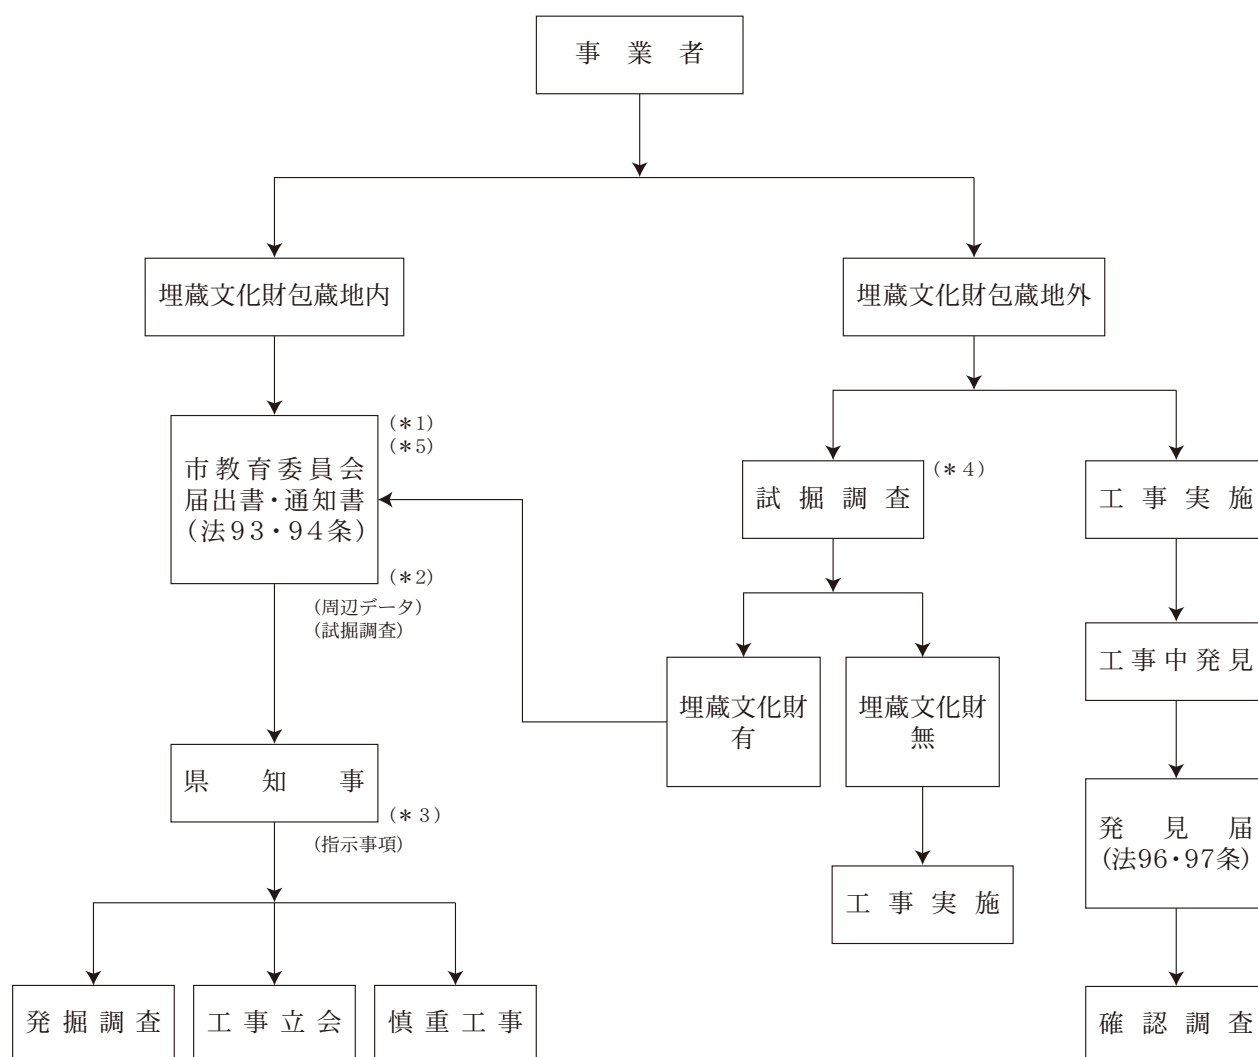 事業者
埋蔵文化財包蔵地内
埋蔵文化財包蔵地外
(＊1)
(＊5)
市教育委員会
届出書・通知書
(法93・94条)
(＊2)
(周辺データ)
(試掘調査)
県知事
(＊3)
(指示事項)
発掘調査
工事立会
慎重工事
試掘調査
(＊4)
埋蔵文化財
有
埋蔵文化財
無
工事実施
工事実施
工事中発見
発見届
(法96・97条)
確認調査